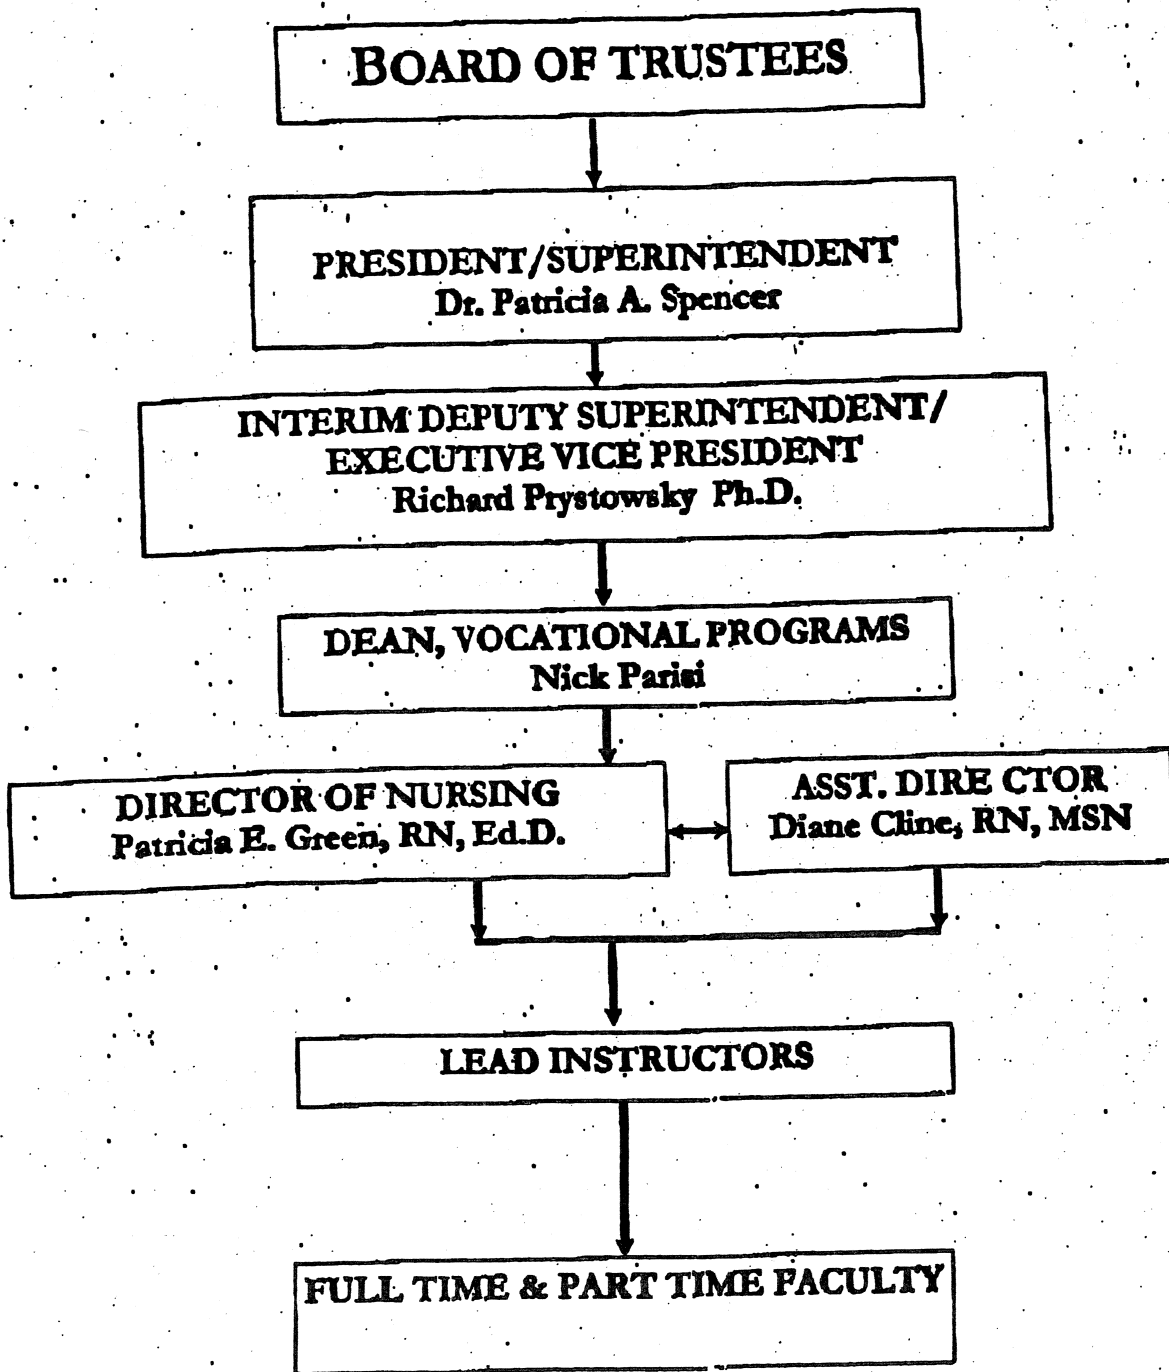 BOARD OF TRUSTEES
PRESIDENT/SUPERINTENDENT
Dr. Patricia A. Spencer
INTERIM DEPUTY SUPERINTENDENT/
EXECUTIVE VICE PRESIDENT
Richard Prystowsky Ph.D.
DEAN, VOCATIONAL PROGRAMS
Nick Parisi
DIRECTOR OF NURSING
Patricia E. Green, RN, Ed.D.
ASST. DIRE CTOR
Diane Cline, RN, MSN
LEAD INSTRUCTORS
FULL TIME & PART TIME FACULTY